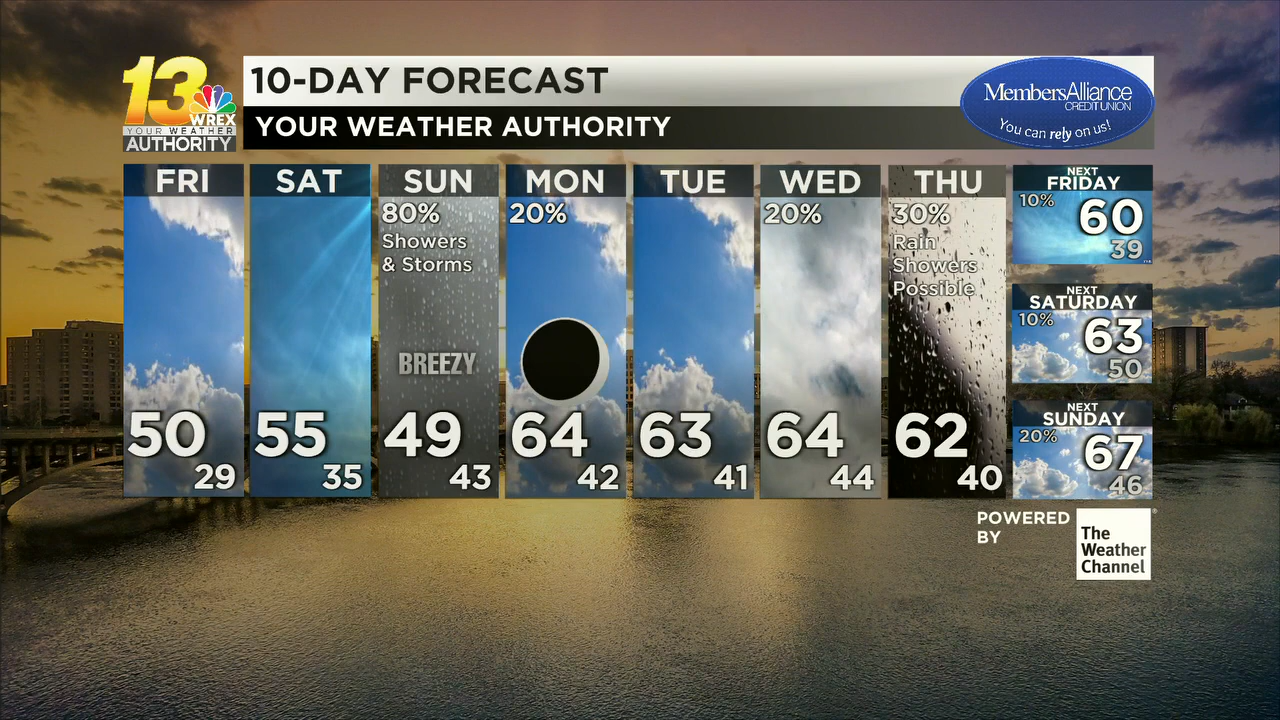 13
WREX
YOUR WEATHER
AUTHORITY
10-DAY FORECAST
YOUR WEATHER AUTHORITY
MembersAlliance
CREDIT UNION
You can rely on us!
FRI
50
29
SAT
55
35
SUN
80%
Showers
& Storms
BREEZY
49
43
MON
20%
64
42
TUE
63
41
WED
20%
64
44
THU
30%
Rain
Showers
Possible
62
40
NEXT
FRIDAY
10%
60
39
NEXT
SATURDAY
10%
63
50
NEXT
SUNDAY
20%
67
46
POWERED
BY
The
Weather
Channel
®